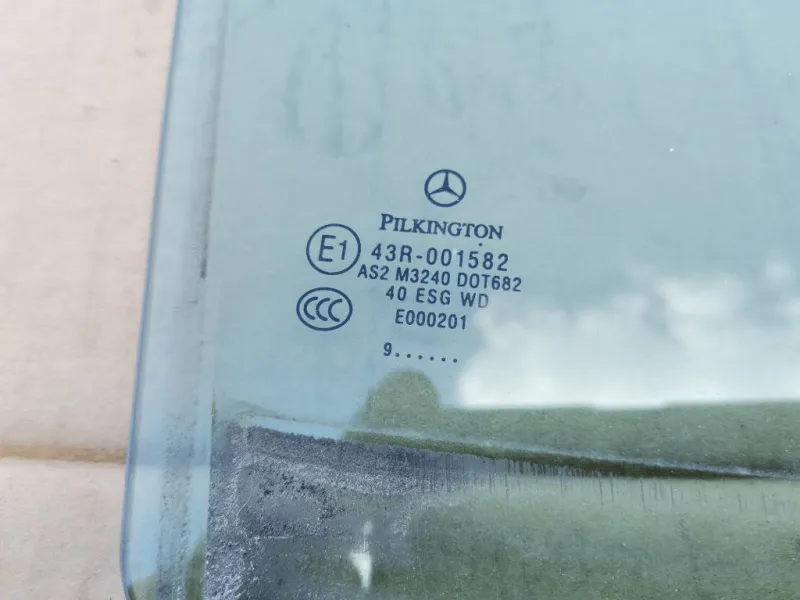 PILKINGTON
E1 43R-001582
AS2 M3240 DOT682
CCC 40 ESG WD
E000201
9......